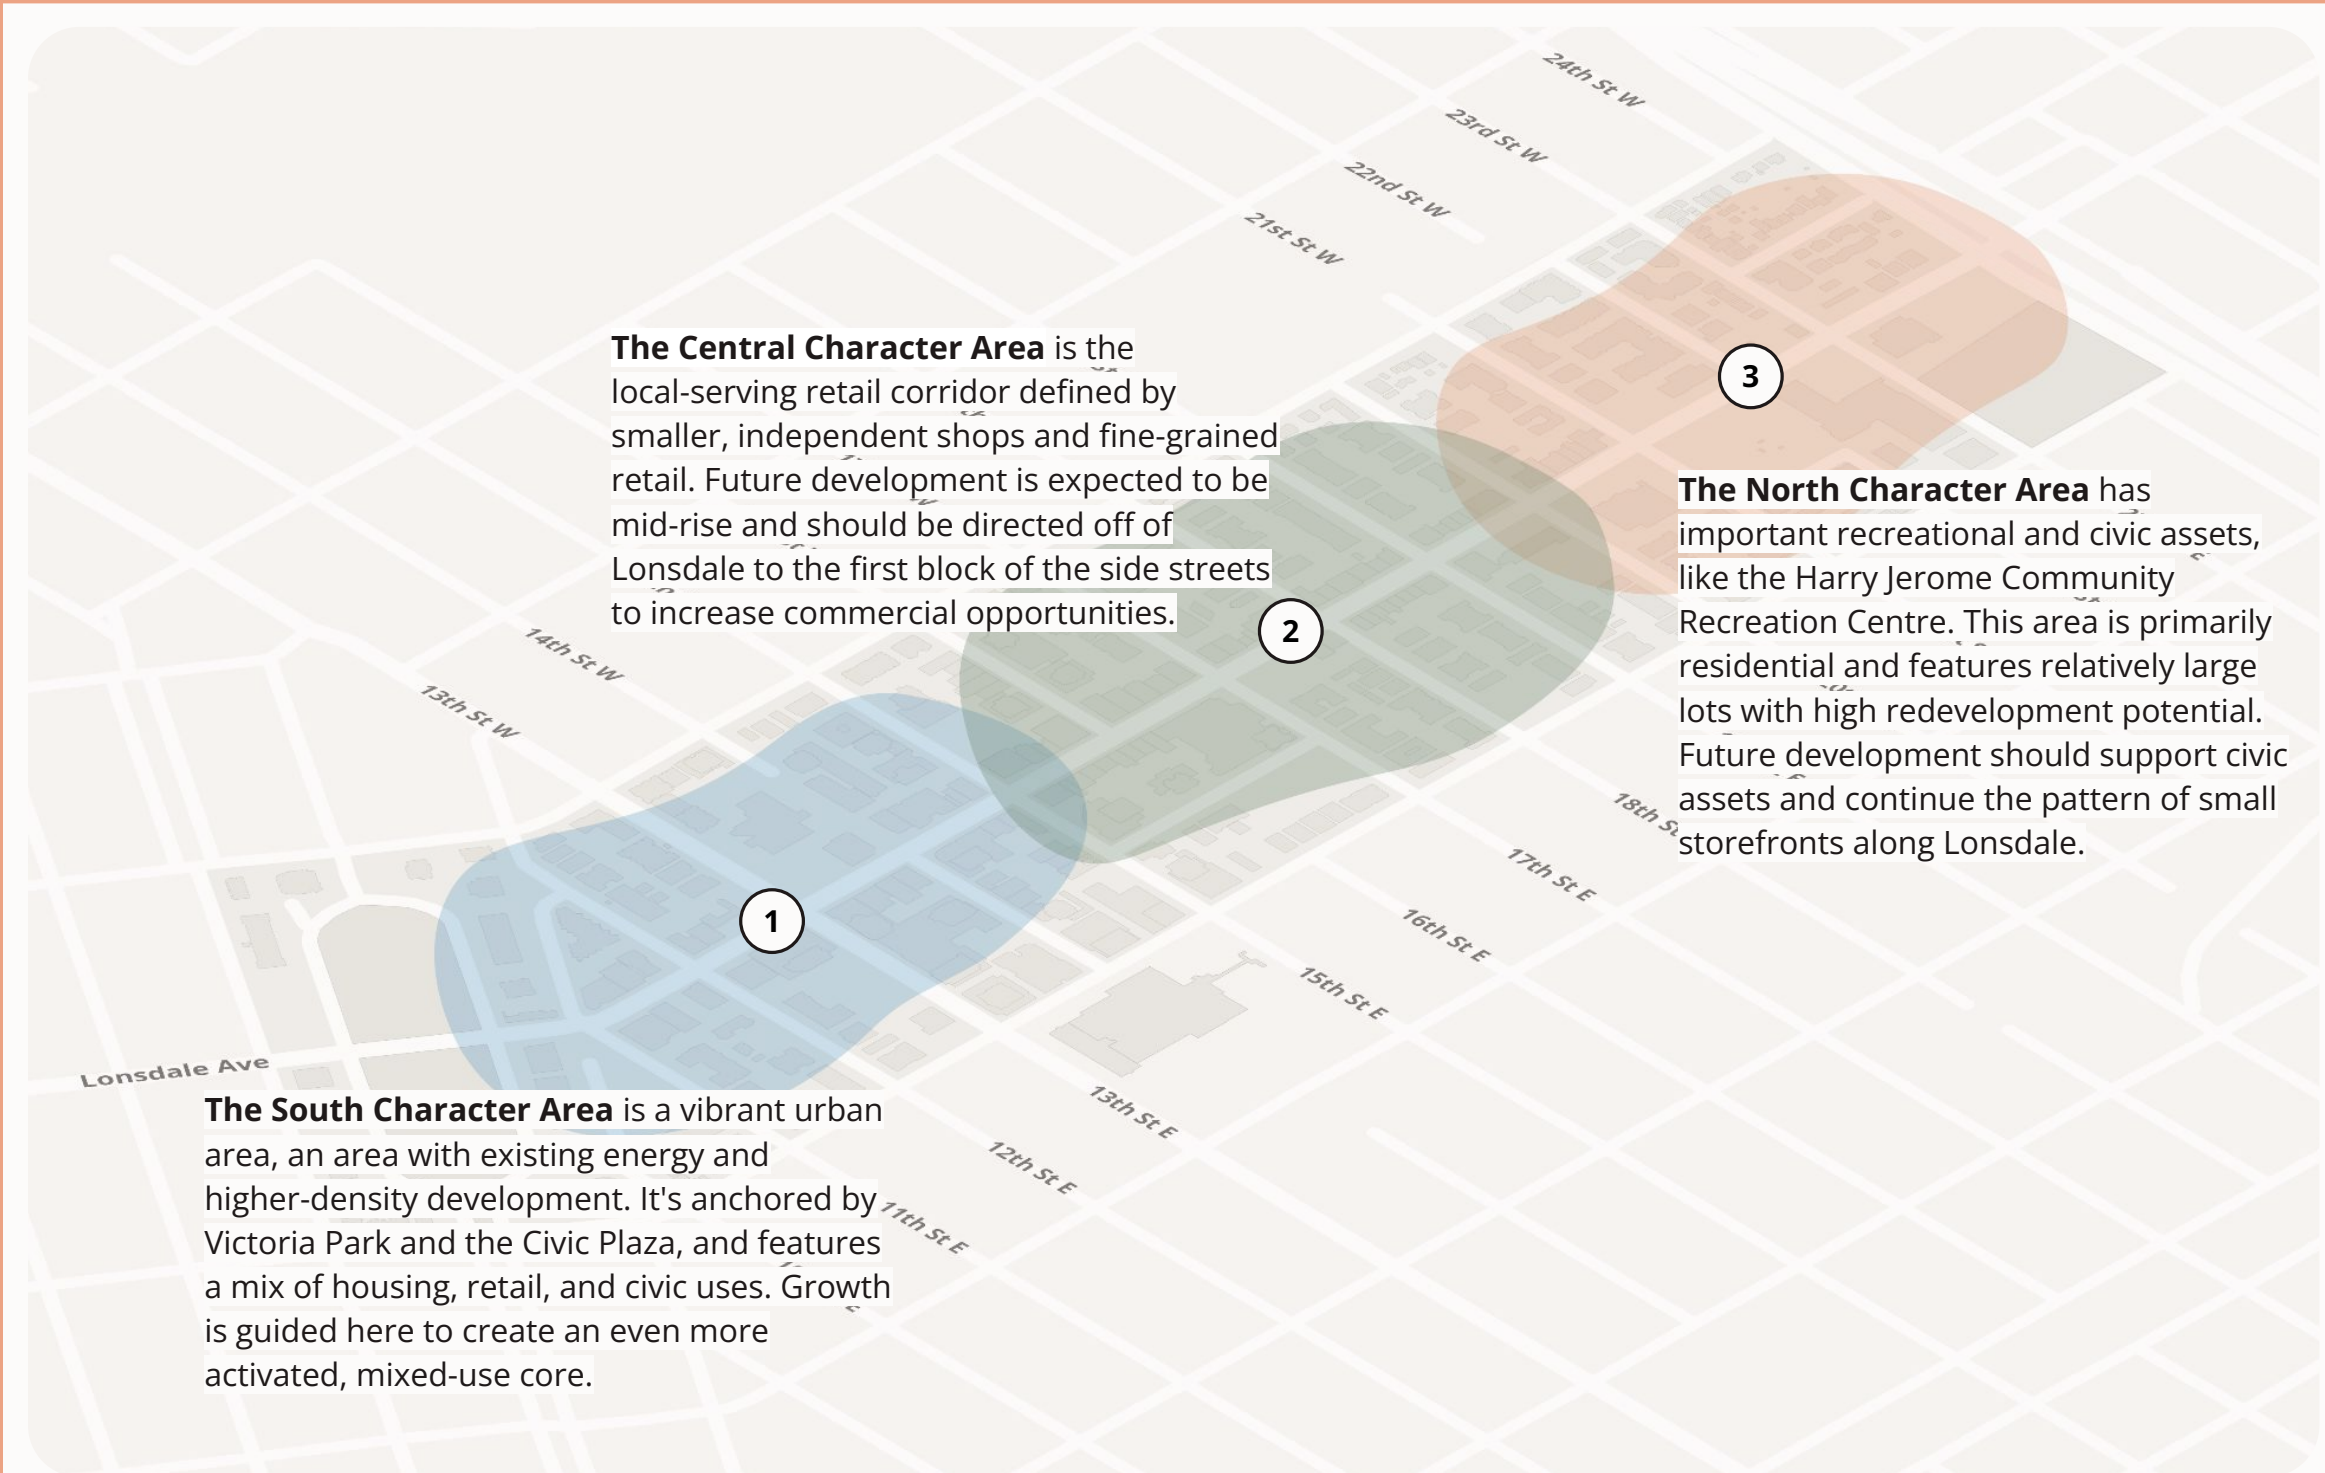 24th St W
23rd St W
22nd St W
21st St W
The Central Character Area is the
local-serving retail corridor defined by
smaller, independent shops and fine-grained
retail. Future development is expected to be
mid-rise and should be directed off of
Lonsdale to the first block of the side streets
to increase commercial opportunities.
3
The North Character Area has
important recreational and civic assets,
like the Harry Jerome Community
Recreation Centre. This area is primarily
residential and features relatively large
lots with high redevelopment potential.
Future development should support civic
assets and continue the pattern of small
storefronts along Lonsdale.
2
14th St W
13th St W
1
18th St
17th St E
16th St E
15th St E
13th St E
12th St E
11th St E
Lonsdale Ave
The South Character Area is a vibrant urban
area, an area with existing energy and
higher-density development. It's anchored by
Victoria Park and the Civic Plaza, and features
a mix of housing, retail, and civic uses. Growth
is guided here to create an even more
activated, mixed-use core.